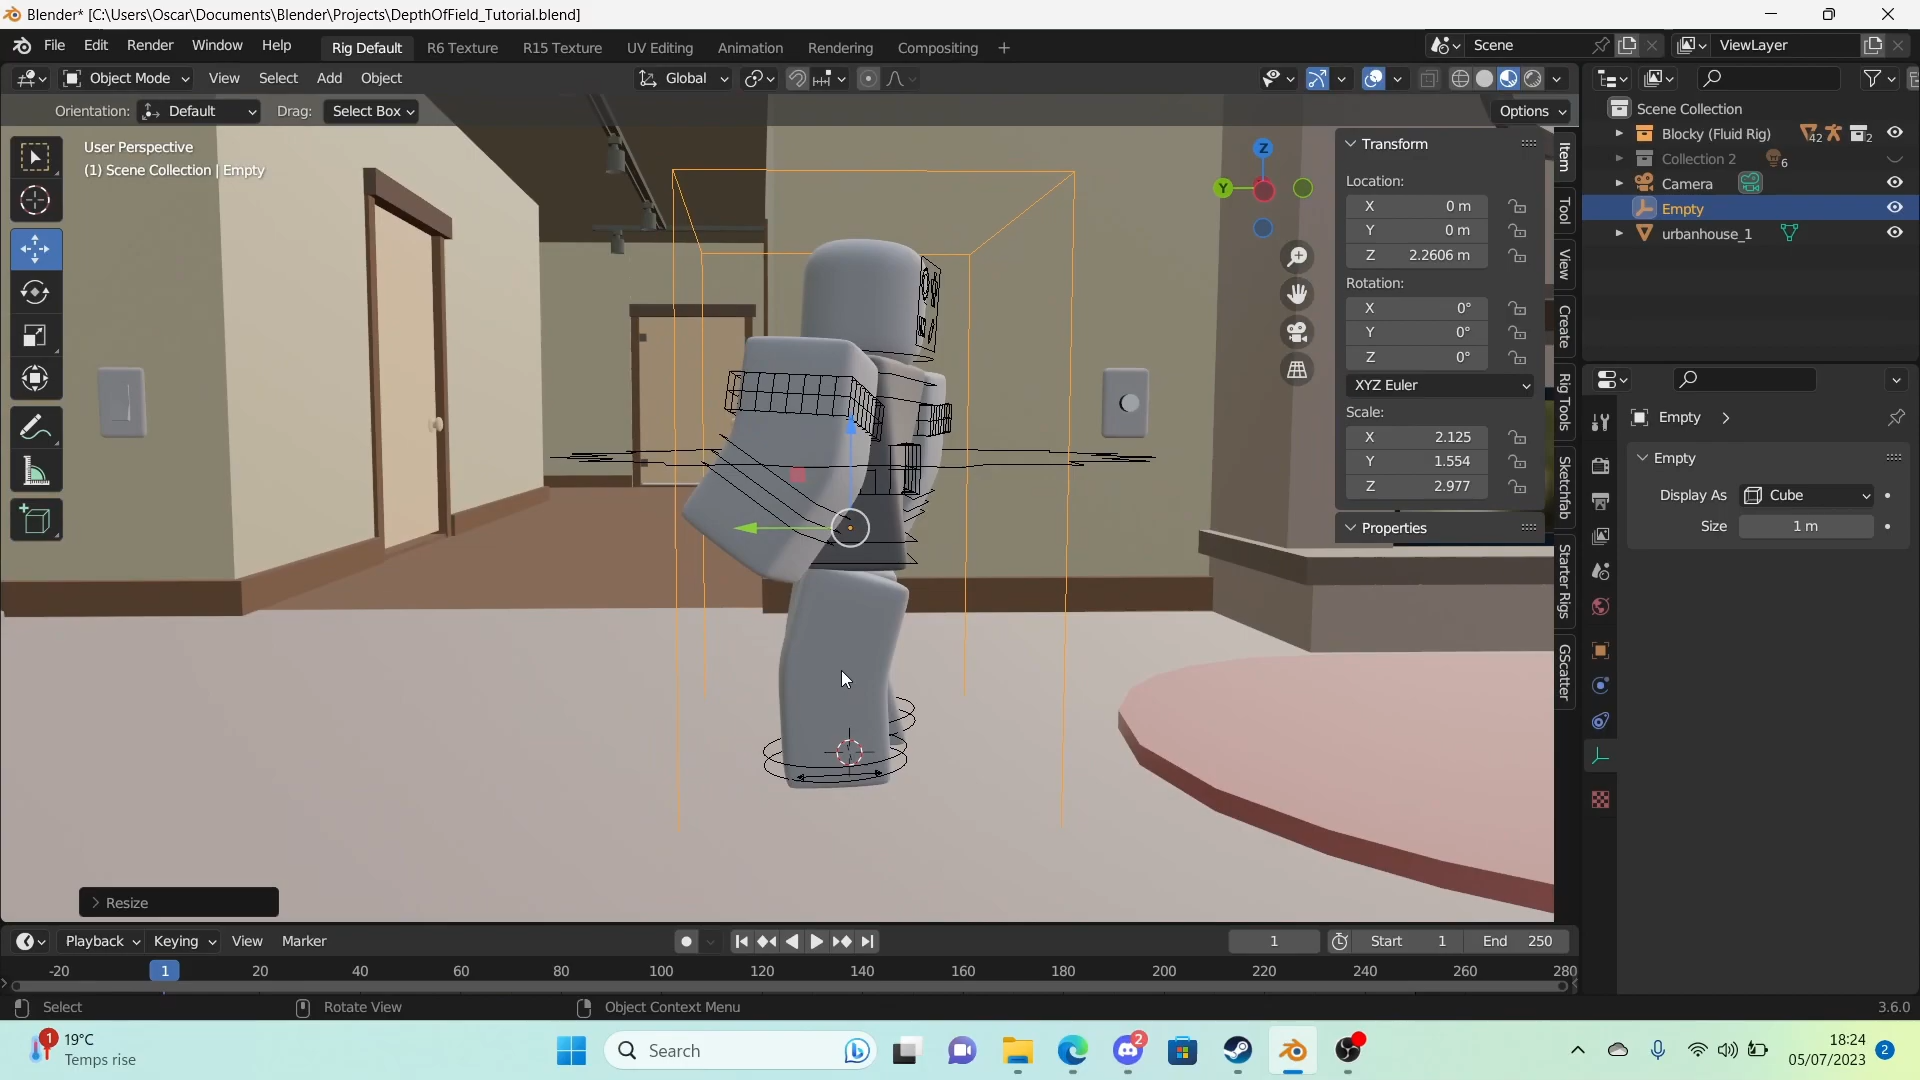 Blender* [C:\Users\Oscar\Documents\Blender\Projects\DepthOfField_Tutorial.blend]
File Edit Render Window Help Rig Default R6 Texture R15 Texture UV Editing Animation Rendering Compositing + Scene ViewLayer
Object Mode View Select Add Object Global
Orientation: Default Drag: Select Box Options
User Perspective
(1) Scene Collection | Empty
Z
Y
Transform
Location:
X 0 m
Y 0 m
Z 2.2606 m
Rotation:
X 0°
Y 0°
Z 0°
XYZ Euler
Scale:
X 2.125
Y 1.554
Z 2.977
Properties
Item
Tool
View
Create
Rig Tools
Sketchfab
Starter Rigs
GScatter
Scene Collection
Blocky (Fluid Rig) 42 2
Collection 2 6
Camera
Empty
urbanhouse_1
Empty
Empty
Display As Cube
Size 1 m
Resize
Playback Keying View Marker 1 Start 1 End 250
-20 1 20 40 60 80 100 120 140 160 180 200 220 240 260 280
Select Rotate View Object Context Menu 3.6.0
1 19°C
Temps rise
Search
2
18:24
05/07/2023
2